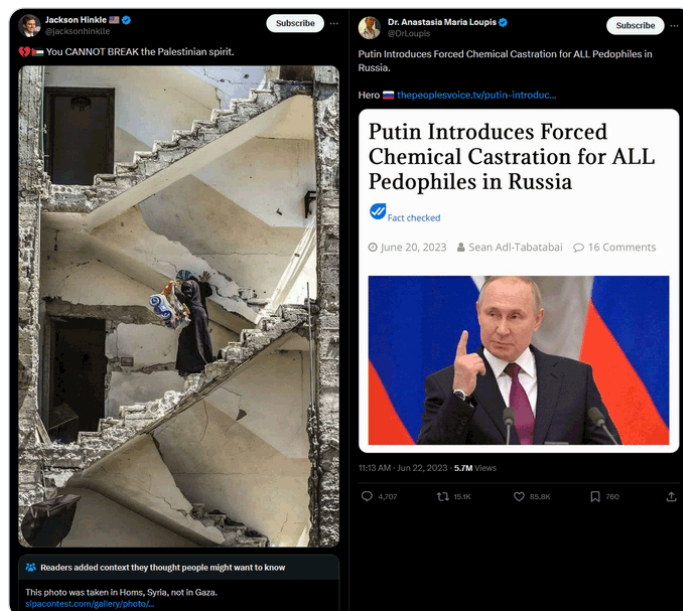 Jackson Hinkle
@jacksonhinklle
Subscribe
You CANNOT BREAK the Palestinian spirit.
Readers added context they thought people might want to know
This photo was taken in Homs, Syria, not in Gaza.
sipacontest.com/gallery/photo/...
Dr. Anastasia Maria Loupis
@DrLoupis
Subscribe
Putin Introduces Forced Chemical Castration for ALL Pedophiles in
Russia.
Hero thepeoplesvoice.tv/putin-introduc...
Putin Introduces Forced
Chemical Castration for ALL
Pedophiles in Russia
Fact checked
June 20, 2023 Sean Adl-Tabatabai 16 Comments
11:13 AM · Jun 22, 2023 · 5.7M Views
4,707 15.1K 85.8K 760